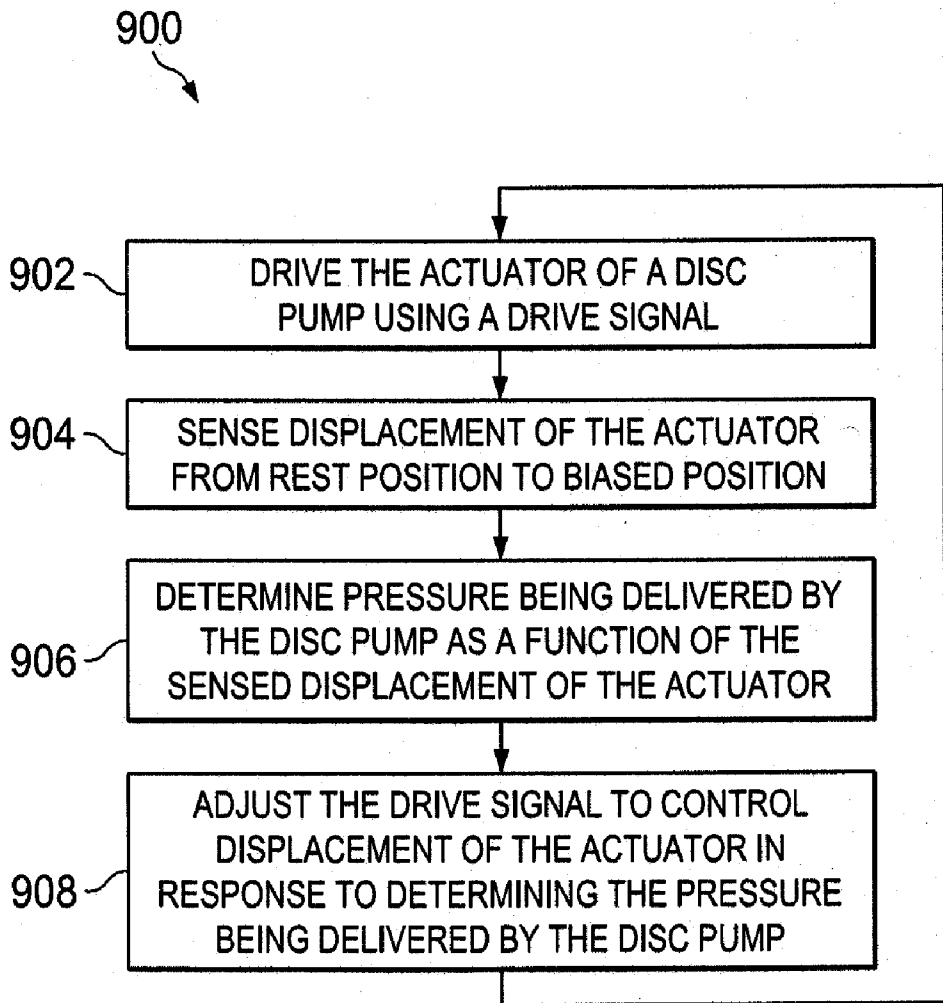 900
902
DRIVE THE ACTUATOR OF A DISC
PUMP USING A DRIVE SIGNAL
904
SENSE DISPLACEMENT OF THE ACTUATOR
FROM REST POSITION TO BIASED POSITION
906
DETERMINE PRESSURE BEING DELIVERED BY
THE DISC PUMP AS A FUNCTION OF THE
SENSED DISPLACEMENT OF THE ACTUATOR
908
ADJUST THE DRIVE SIGNAL TO CONTROL
DISPLACEMENT OF THE ACTUATOR IN
RESPONSE TO DETERMINING THE PRESSURE
BEING DELIVERED BY THE DISC PUMP